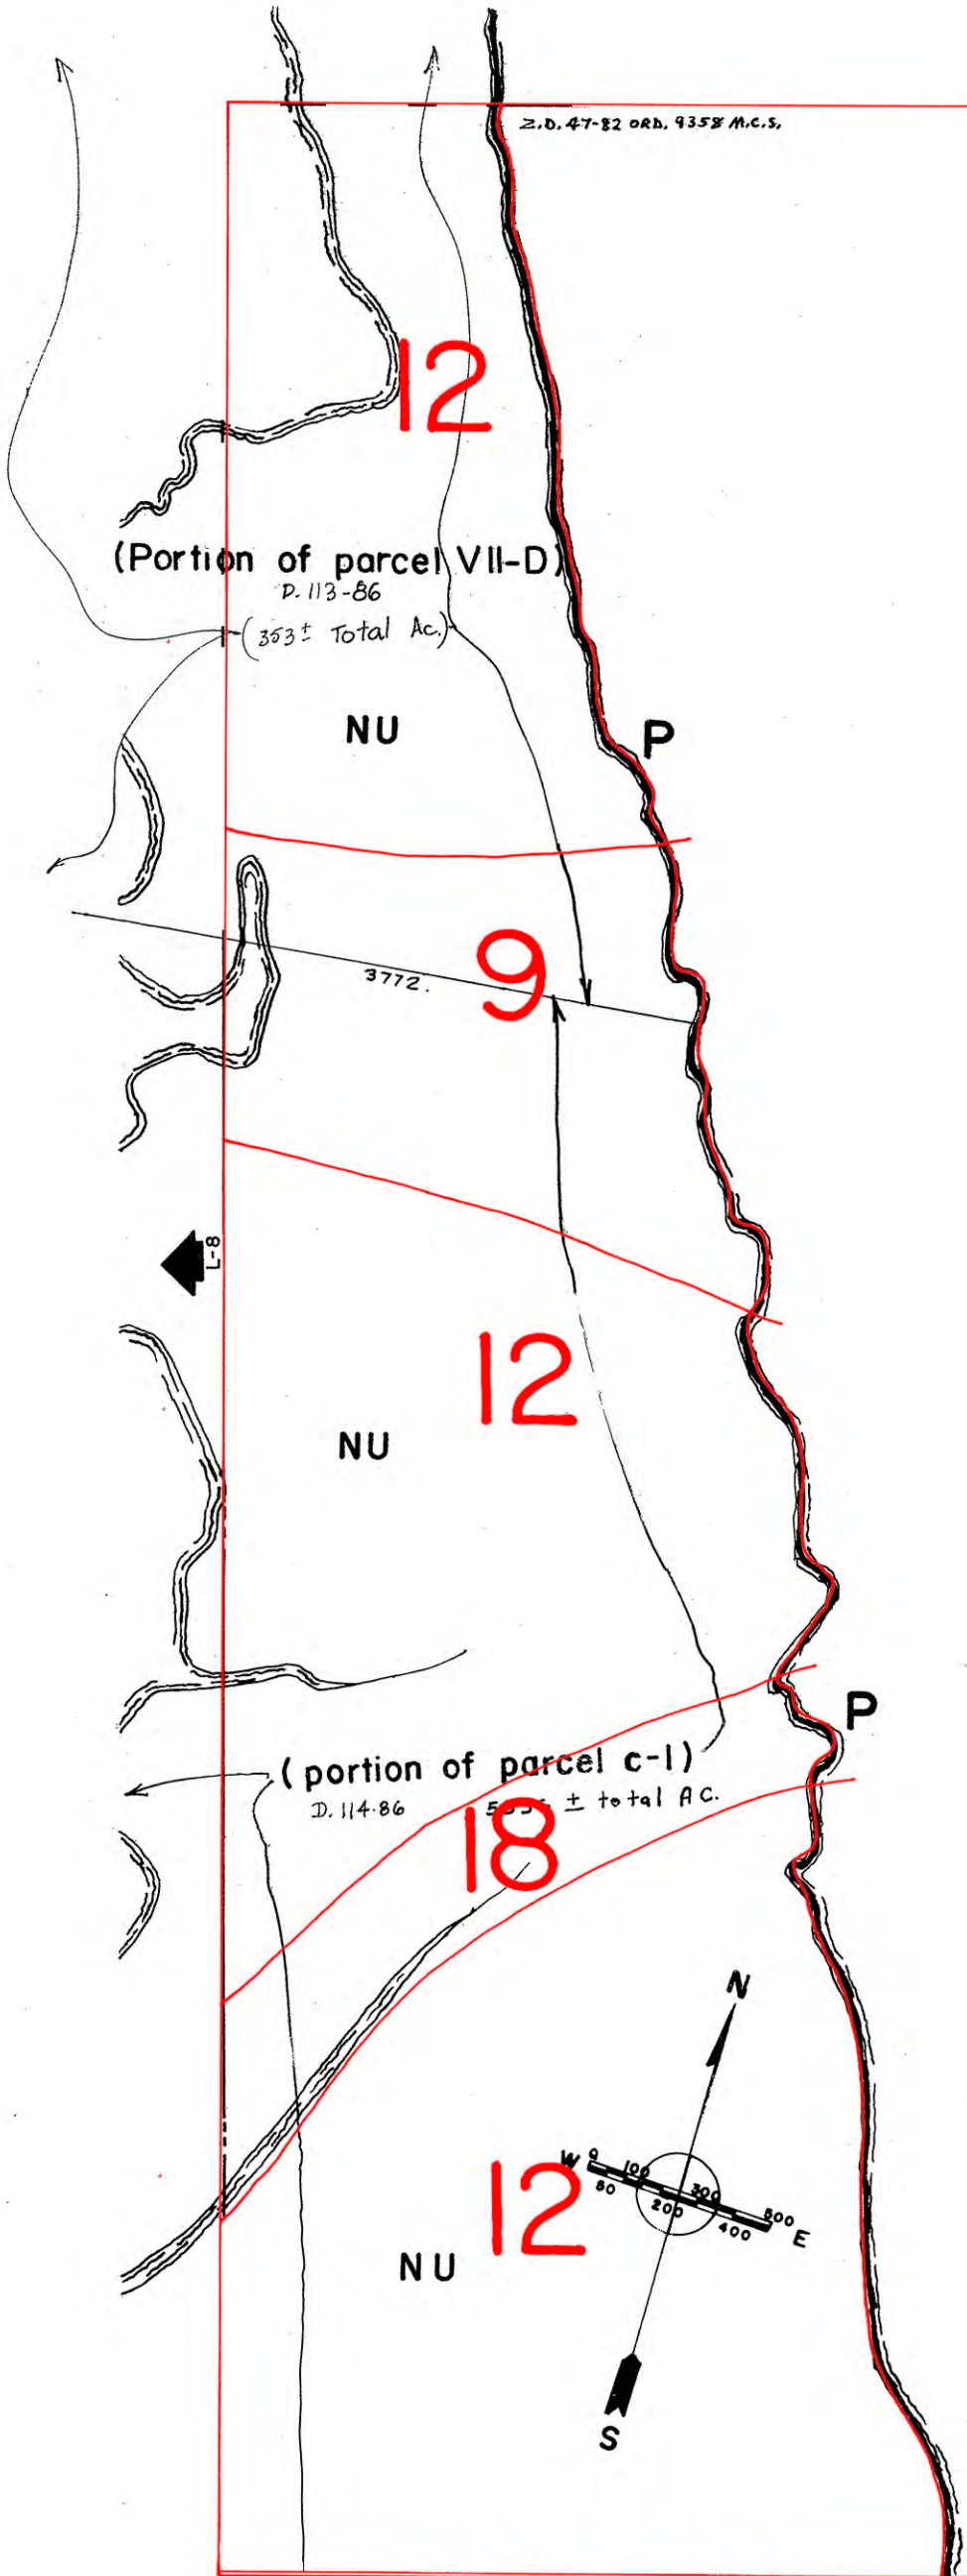 Z.D. 47-82 ORD. 9358 M.C.S.
12
(Portion of parcel VII-D)
D. 113-86
(353± Total Ac.)
NU
P
9
3772.
L-8
12
NU
P
(portion of parcel c-1)
D. 114-86 ± total AC.
18
N
W 0 100 300 500
50 200 400 E
12
NU
S